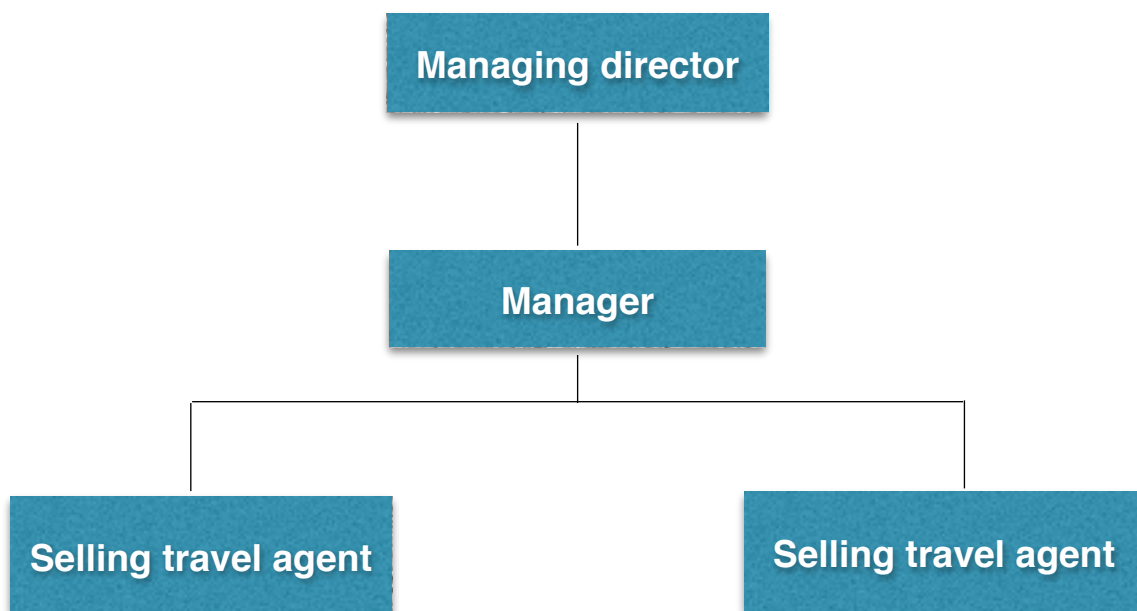 Managing director
Manager
Selling travel agent
Selling travel agent